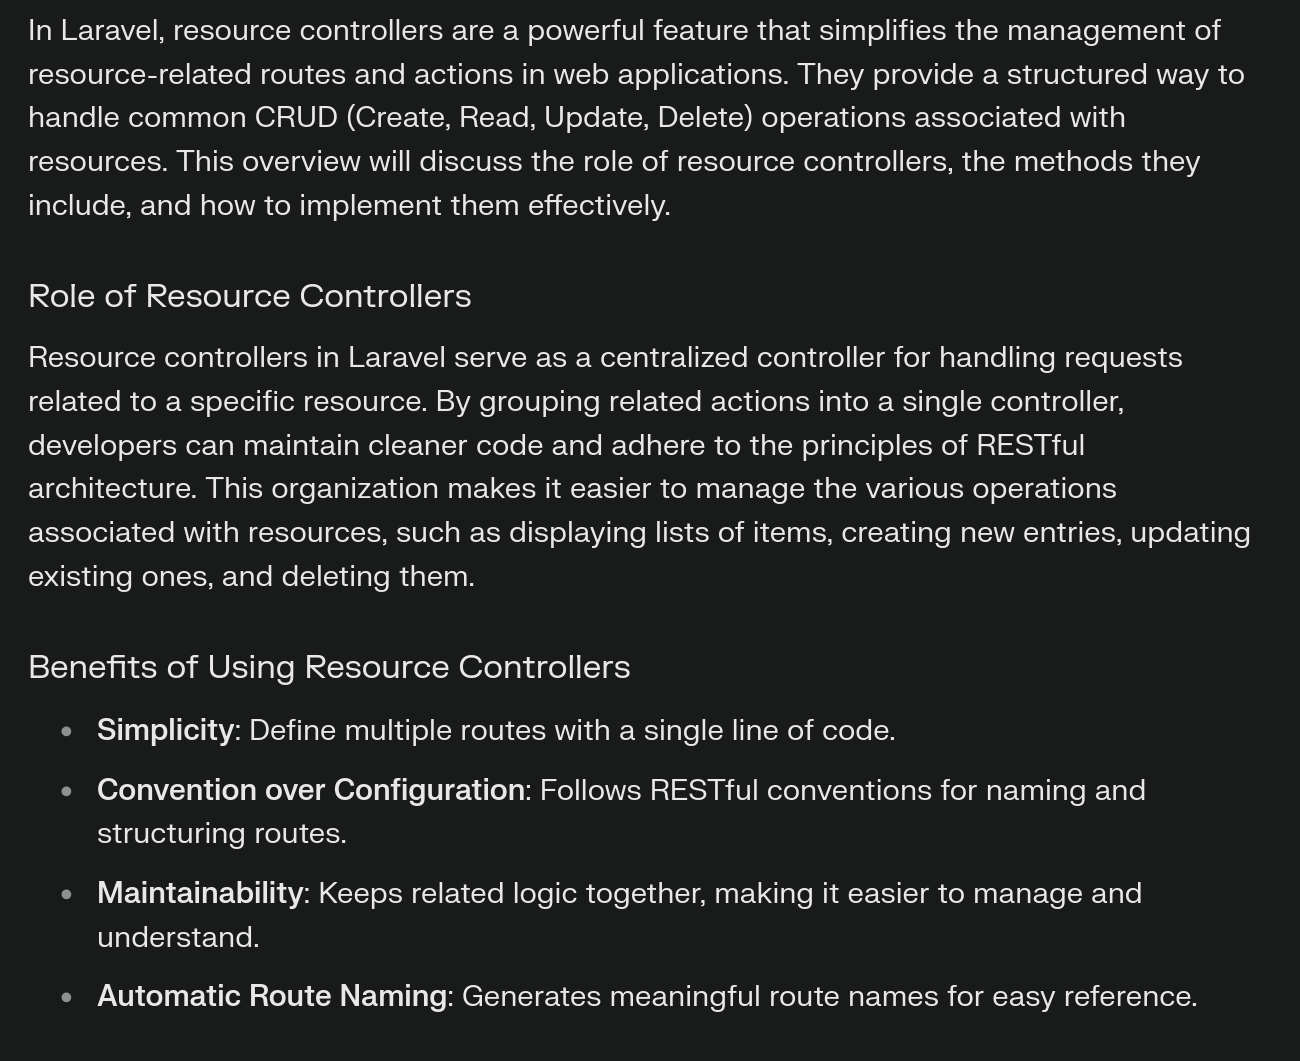 In Laravel, resource controllers are a powerful feature that simplifies the management of
resource-related routes and actions in web applications. They provide a structured way to
handle common CRUD (Create, Read, Update, Delete) operations associated with
resources. This overview will discuss the role of resource controllers, the methods they
include, and how to implement them effectively.
Role of Resource Controllers
Resource controllers in Laravel serve as a centralized controller for handling requests
related to a specific resource. By grouping related actions into a single controller,
developers can maintain cleaner code and adhere to the principles of RESTful
architecture. This organization makes it easier to manage the various operations
associated with resources, such as displaying lists of items, creating new entries, updating
existing ones, and deleting them.
Benefits of Using Resource Controllers
• Simplicity: Define multiple routes with a single line of code.
• Convention over Configuration: Follows RESTful conventions for naming and
structuring routes.
• Maintainability: Keeps related logic together, making it easier to manage and
understand.
• Automatic Route Naming: Generates meaningful route names for easy reference.